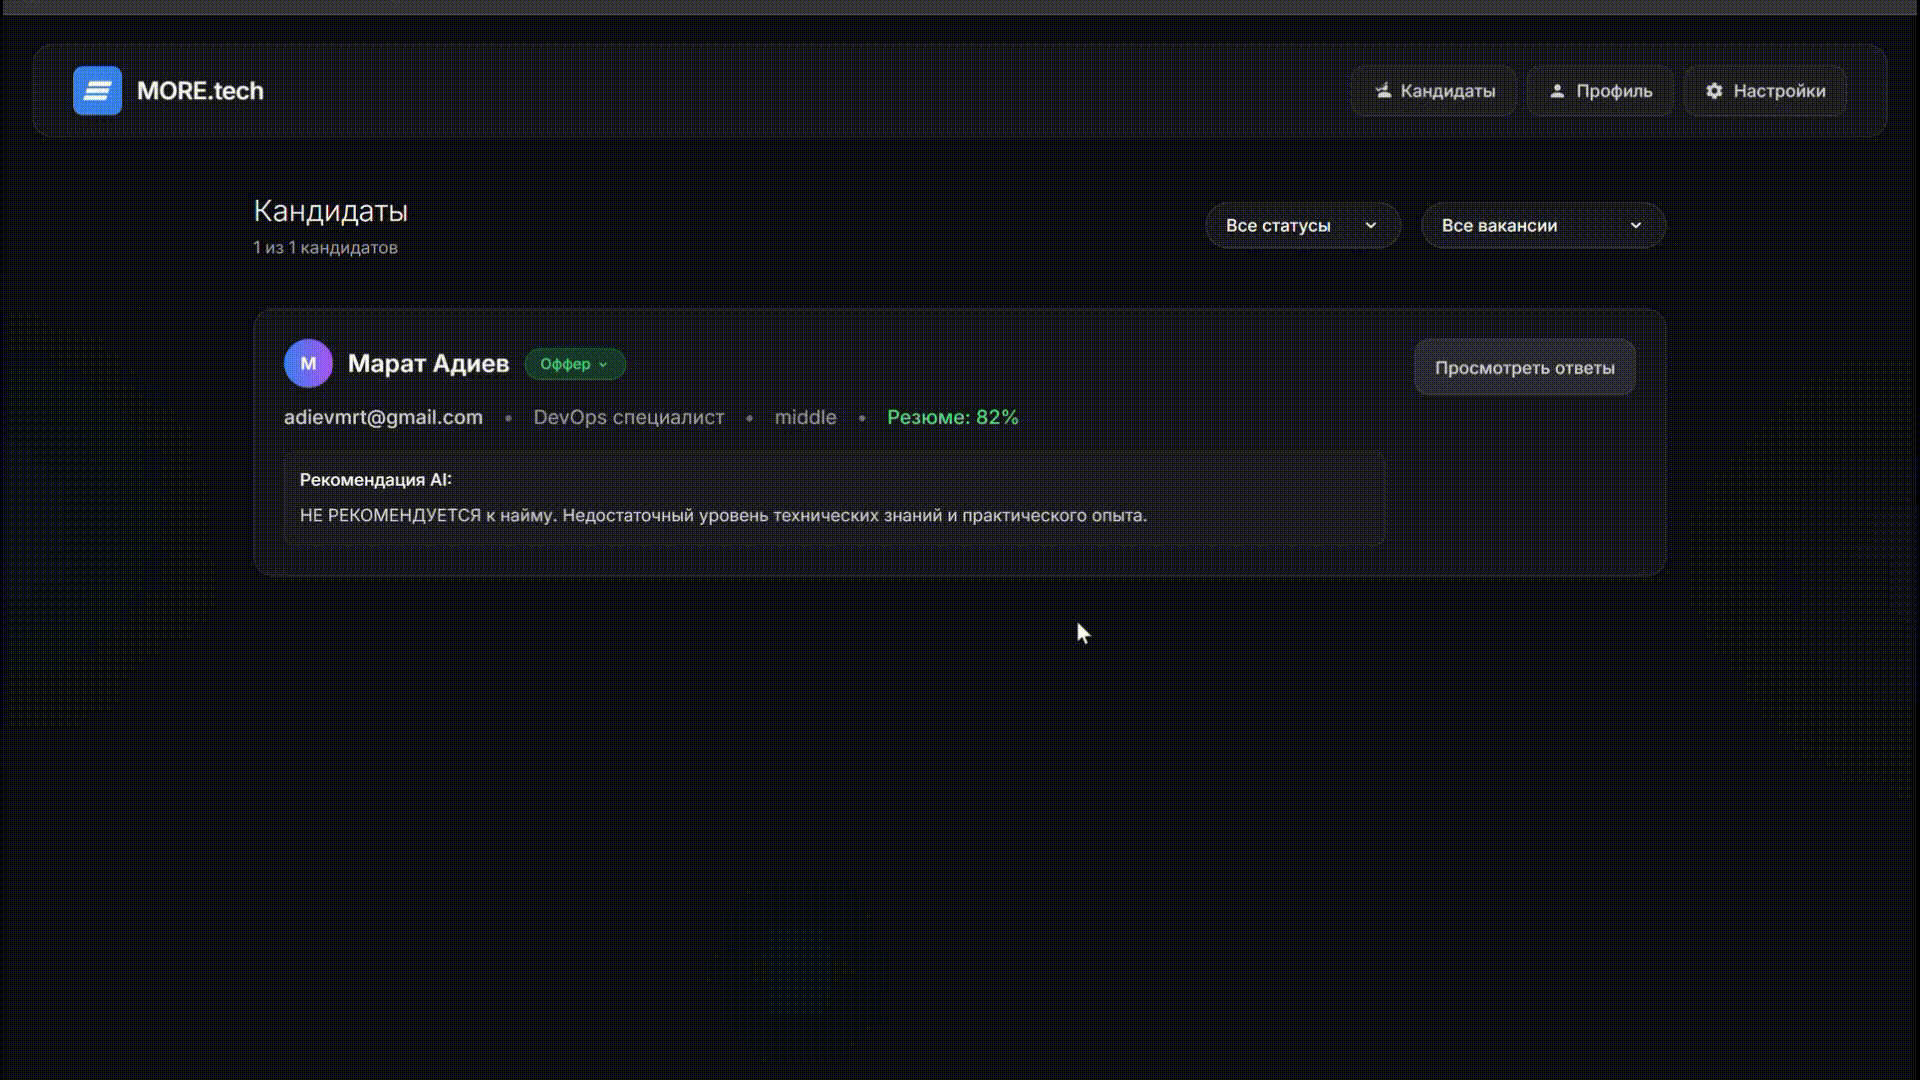 MORE.tech
Кандидаты
Профиль
Настройки
Кандидаты
1 из 1 кандидатов
Все статусы
Все вакансии
М
Марат Адиев
Оффер
Просмотреть ответы
adievmrt@gmail.com • DevOps специалист • middle • Резюме: 82%
Рекомендация AI:
НЕ РЕКОМЕНДУЕТСЯ к найму. Недостаточный уровень технических знаний и практического опыта.